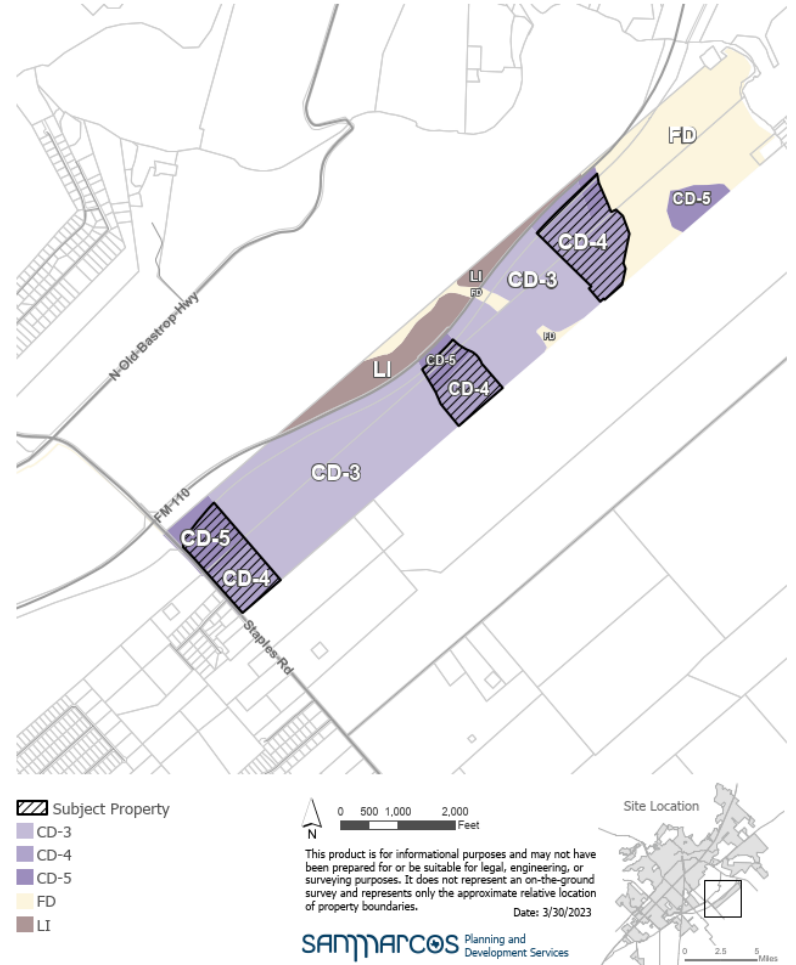 FD
CD-5
CD-4
LI
CD-3
FD
FD
N Old Bastrop Hwy
CD-5
LI
CD-4
CD-3
FM-110
CD-5
CD-4
Staples Rd
Subject Property
CD-3
CD-4
CD-5
FD
LI
N
0 500 1,000 2,000
Feet
This product is for informational purposes and may not have
been prepared for or be suitable for legal, engineering, or
surveying purposes. It does not represent an on-the-ground
survey and represents only the approximate relative location
of property boundaries.
Date: 3/30/2023
SANMARCOS Planning and
Development Services
Site Location
0 2.5 5
Miles